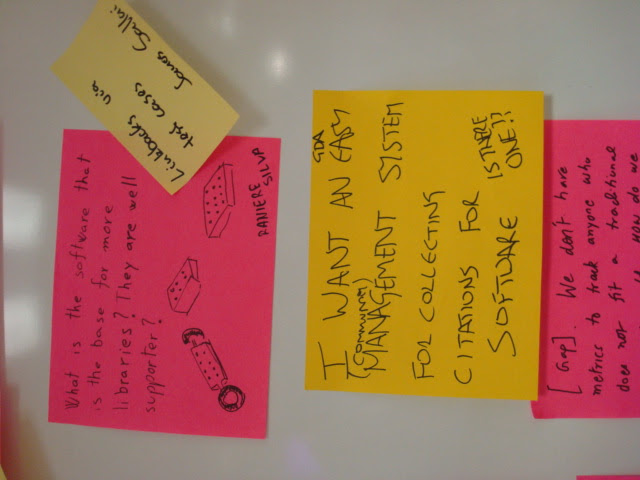 What is the software that
is the base for more
libraries? They are well
supporter?
RANIERE
SILVA
Linkbacks via
test cases
James Sallai
GDA
I WANT AN EASY
(COMMUNITY)
MANAGEMENT SYSTEM
FOR COLLECTING
CITATIONS FOR
SOFTWARE
IS THERE
ONE??
[Gap]. We don't have
metrics to track anyone who
does not fit a traditional
How do we